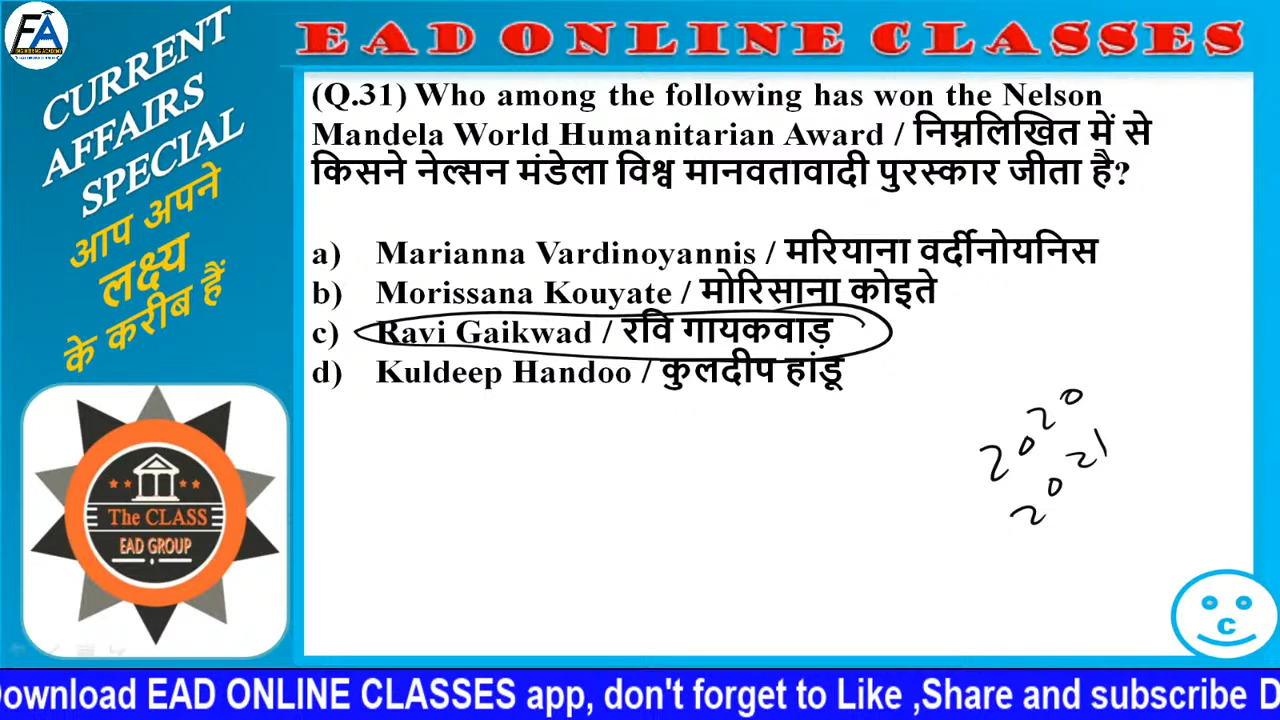 FA
ENGINEERING ACADEMY
EAD ONLINE CLASSES
CURRENT
AFFAIRS
SPECIAL
आप अपने
लक्ष्य
के करीब हैं
(Q.31) Who among the following has won the Nelson
Mandela World Humanitarian Award / निम्नलिखित में से
किसने नेल्सन मंडेला विश्व मानवतावादी पुरस्कार जीता है?
a) Marianna Vardinoyannis / मरियाना वर्दीनोयनिस
b) Morissana Kouyate / मोरिसाना कोइते
c) Ravi Gaikwad / रवि गायकवाड़
d) Kuldeep Handoo / कुलदीप हांडू
2020
2021
The CLASS
EAD GROUP
C
ownload EAD ONLINE CLASSES app, don't forget to Like ,Share and subscribe D